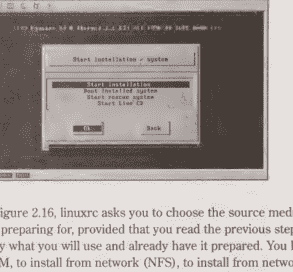 Start installation / system
Start installation
Boot installed system
Start rescue system
Start Live CD
Ok Back
igure 2.16, linuxrc asks you to choose the source med
preparing for, provided that you read the previous step
y what you will use and already have it prepared. You h
M, to install from network (NFS), to install from netwo